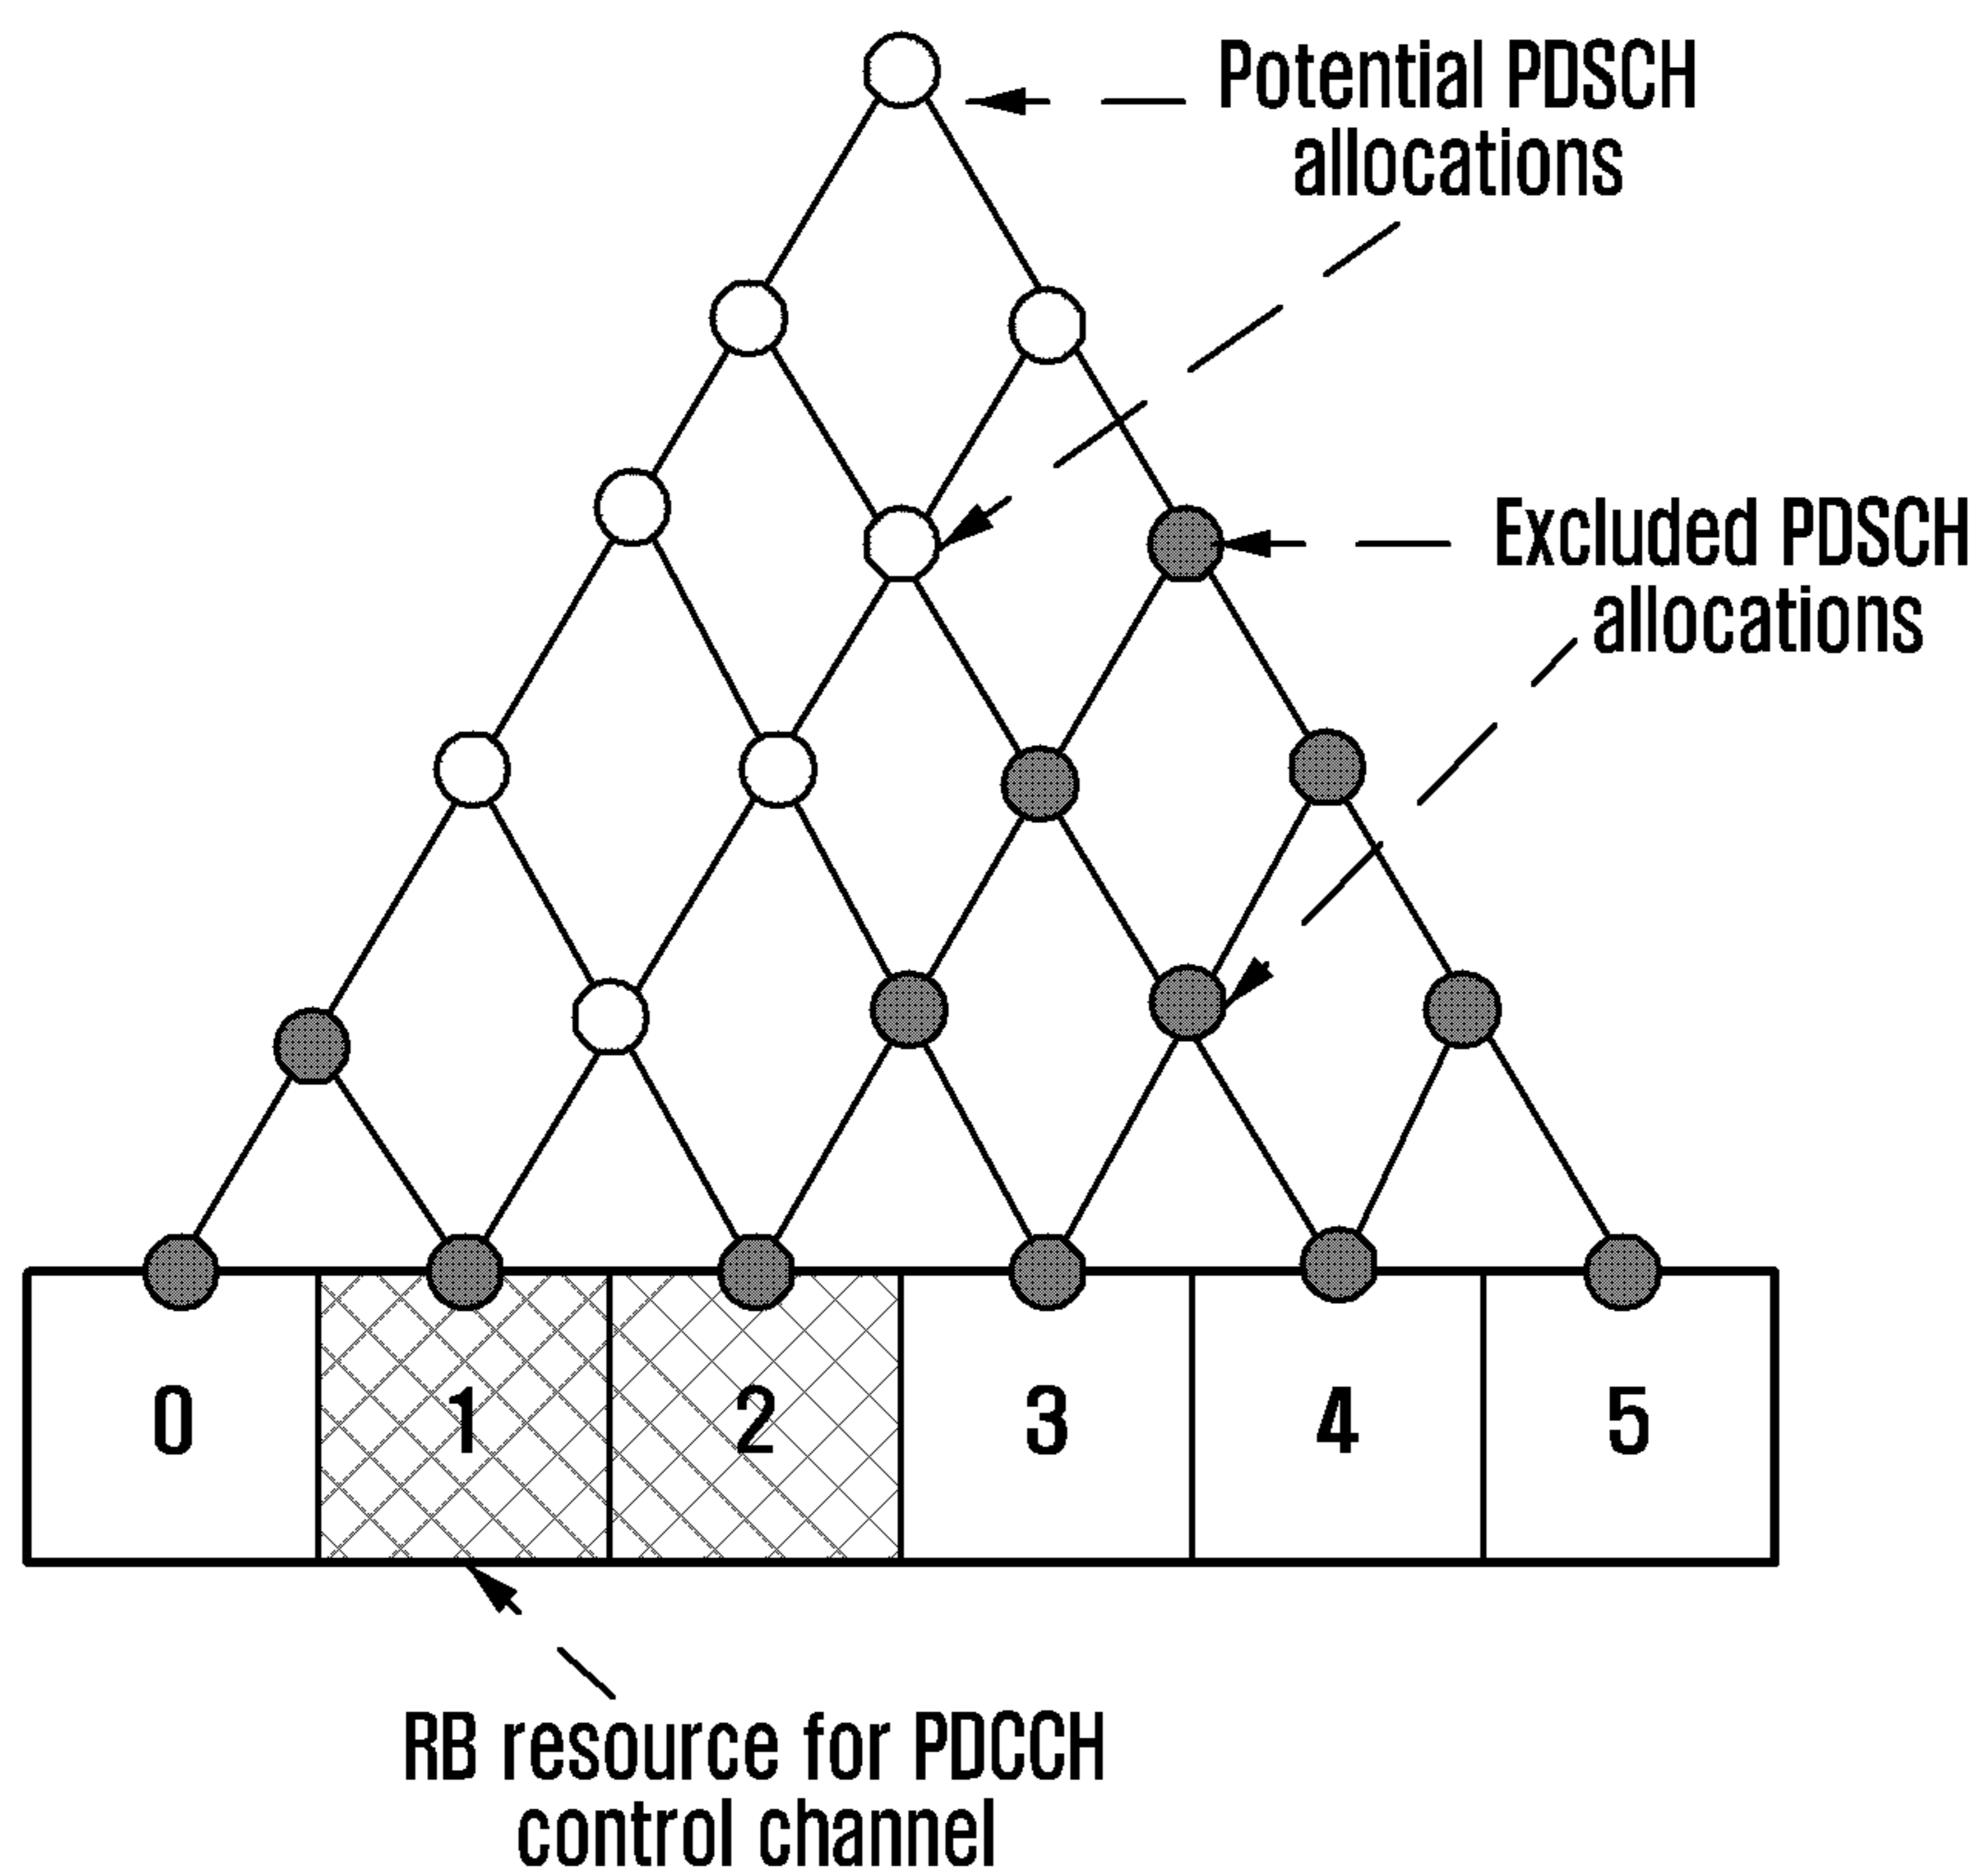 Potential PDSCH
allocations
Excluded PDSCH
allocations
0 1 2 3 4 5
RB resource for PDCCH
control channel